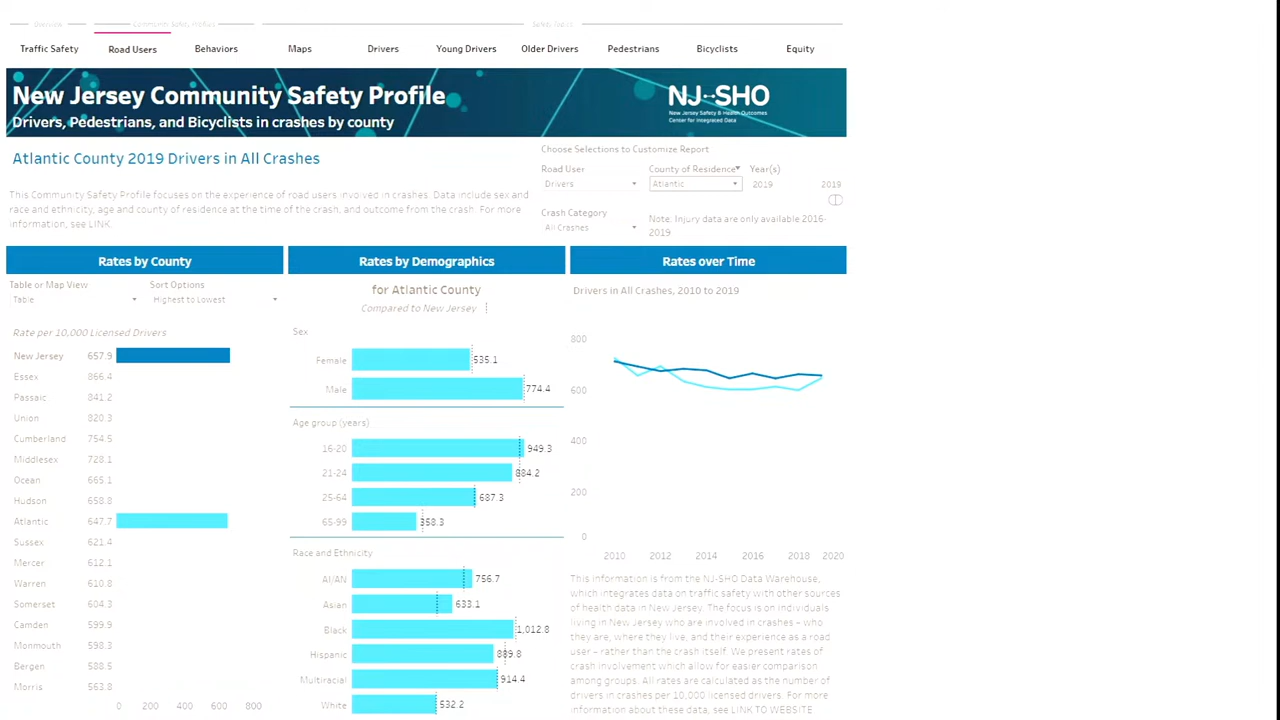 Overview
Community Safety Profiles
Safety Topics
Traffic Safety
Road Users
Behaviors
Maps
Drivers
Young Drivers
Older Drivers
Pedestrians
Bicyclists
Equity
New Jersey Community Safety Profile
Drivers, Pedestrians, and Bicyclists in crashes by county
NJ-SHO
New Jersey Safety & Health Outcomes
Center for Integrated Data
Atlantic County 2019 Drivers in All Crashes
This Community Safety Profile focuses on the experience of road users involved in crashes. Data include sex and
race and ethnicity, age and county of residence at the time of the crash, and outcome from the crash. For more
information, see LINK.
Choose Selections to Customize Report
Road User
County of Residence
Year(s)
Drivers
Atlantic
2019
2019
Crash Category
All Crashes
Note: Injury data are only available 2016-
2019
Rates by County
Table or Map View
Sort Options
Table
Highest to Lowest
Rate per 10,000 Licensed Drivers
New Jersey 657.9
Essex 866.4
Passaic 841.2
Union 820.3
Cumberland 754.5
Middlesex 728.1
Ocean 665.1
Hudson 658.8
Atlantic 647.7
Sussex 621.4
Mercer 612.1
Warren 610.8
Somerset 604.3
Camden 599.9
Monmouth 598.3
Bergen 588.5
Morris 563.8
0 200 400 600 800
Rates by Demographics
for Atlantic County
Compared to New Jersey
Sex
Female 535.1
Male 774.4
Age group (years)
16-20 949.3
21-24 884.2
25-64 687.3
65-99 358.3
Race and Ethnicity
AI/AN 756.7
Asian 633.1
Black 1,012.8
Hispanic 889.8
Multiracial 914.4
White 532.2
Rates over Time
Drivers in All Crashes, 2010 to 2019
800
600
400
200
0
2010 2012 2014 2016 2018 2020
This information is from the NJ-SHO Data Warehouse,
which integrates data on traffic safety with other sources
of health data in New Jersey. The focus is on individuals
living in New Jersey who are involved in crashes – who
they are, where they live, and their experience as a road
user – rather than the crash itself. We present rates of
crash involvement which allow for easier comparison
among groups. All rates are calculated as the number of
drivers in crashes per 10,000 licensed drivers. For more
information about these data, see LINK TO WEBSITE